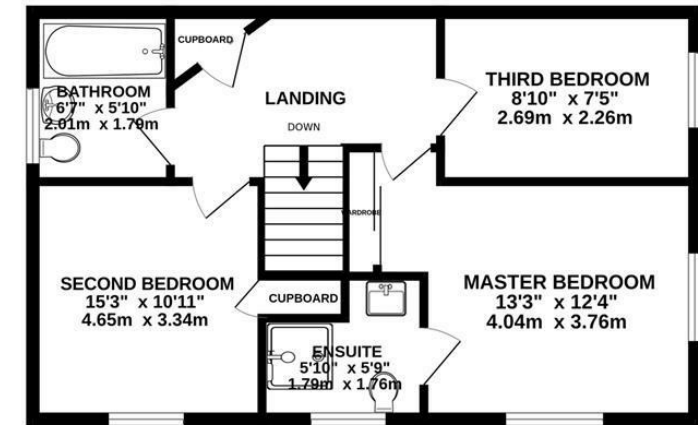 CUPBOARD
BATHROOM
6'7" x 5'10"
2.01m x 1.79m
LANDING
DOWN
THIRD BEDROOM
8'10" x 7'5"
2.69m x 2.26m
WARDROBE
SECOND BEDROOM
15'3" x 10'11"
4.65m x 3.34m
CUPBOARD
MASTER BEDROOM
13'3" x 12'4"
4.04m x 3.76m
ENSUITE
5'10" x 5'9"
1.79m x 1.76m